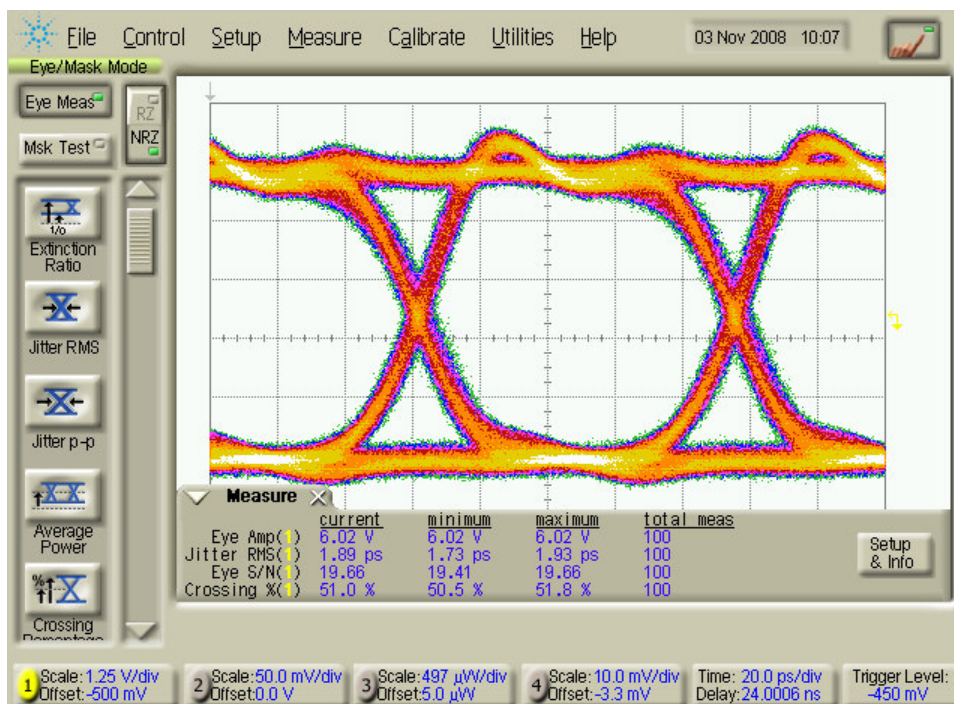 File Control Setup Measure Calibrate Utilities Help 03 Nov 2008 10:07
Eye/Mask Mode
Eye Meas
RZ
NRZ
Msk Test
1/0
Extinction
Ratio
Jitter RMS
Jitter p-p
Average
Power
%
Crossing
Percentage
Measure
current minimum maximum total meas
Eye Amp(1) 6.02 V 6.02 V 6.02 V 100
Jitter RMS(1) 1.89 ps 1.73 ps 1.93 ps 100
Eye S/N(1) 19.66 19.41 19.66 100
Crossing %(1) 51.0 % 50.5 % 51.8 % 100
Setup
& Info
1 Scale:1.25 V/div
Offset:-500 mV
2 Scale:50.0 mV/div
Offset:0.0 V
3 Scale:497 µW/div
Offset:5.0 µW
4 Scale:10.0 mV/div
Offset:-3.3 mV
Time: 20.0 ps/div
Delay:24.0006 ns
Trigger Level:
-450 mV